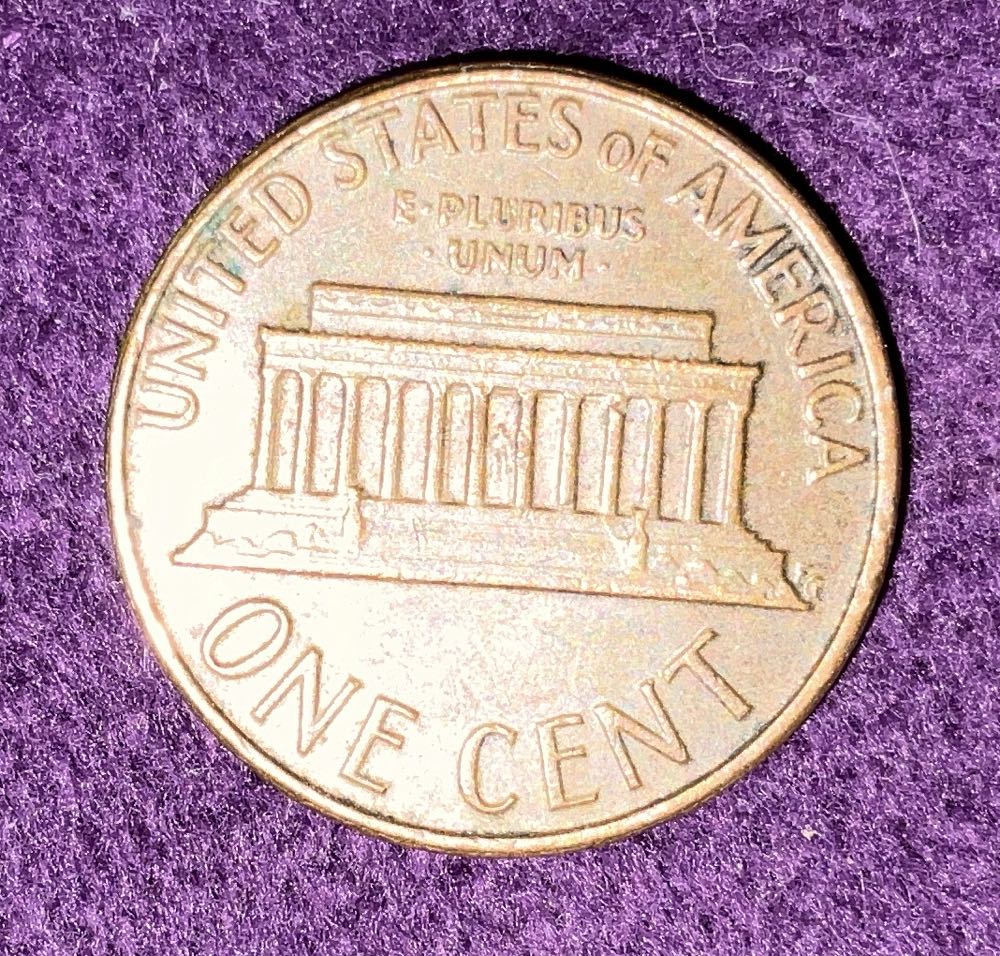 UNITED STATES OF AMERICA
E·PLURIBUS
·UNUM·
ONE CENT